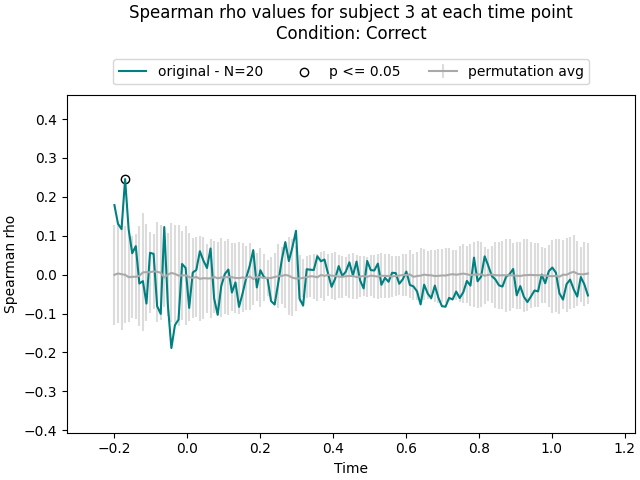 Spearman rho values for subject 3 at each time point
Condition: Correct
original - N=20
p <= 0.05
permutation avg
Spearman rho
0.4
0.3
0.2
0.1
0.0
−0.1
−0.2
−0.3
−0.4
−0.2
0.0
0.2
0.4
0.6
0.8
1.0
1.2
Time